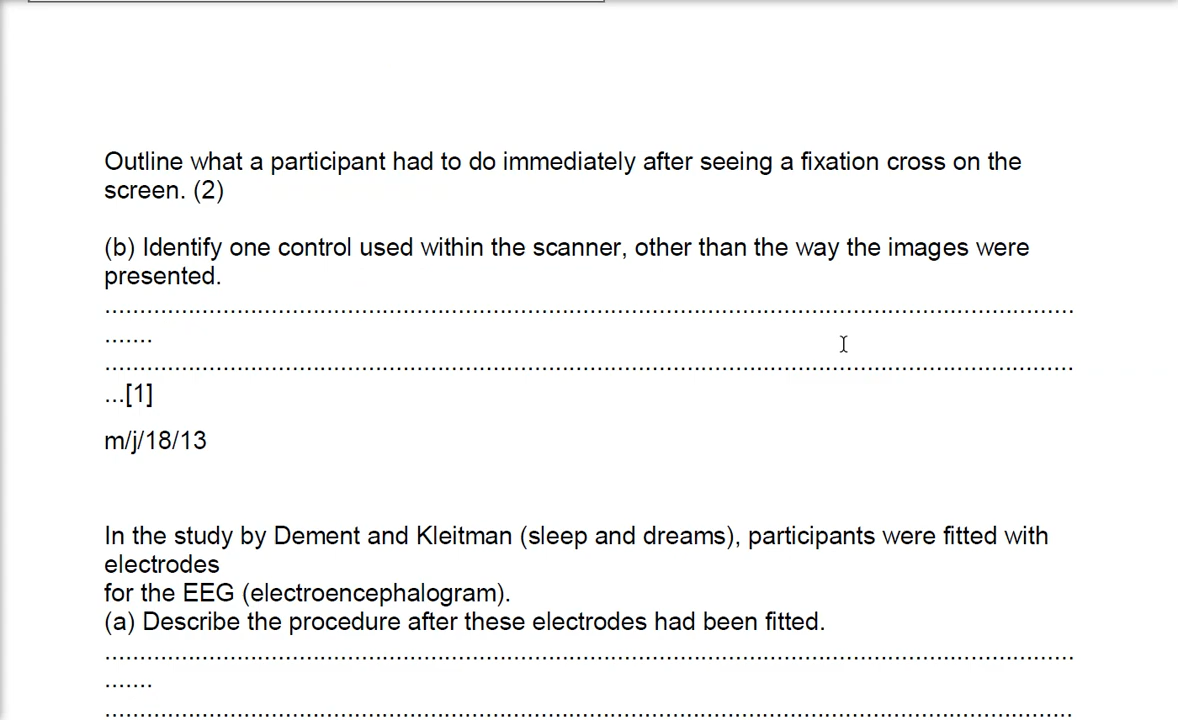 Outline what a participant had to do immediately after seeing a fixation cross on the
screen. (2)
(b) Identify one control used within the scanner, other than the way the images were
presented.
..........................................................................................................................................
.......
..........................................................................................................................................
...[1]
m/j/18/13
In the study by Dement and Kleitman (sleep and dreams), participants were fitted with
electrodes
for the EEG (electroencephalogram).
(a) Describe the procedure after these electrodes had been fitted.
..........................................................................................................................................
.......
..........................................................................................................................................